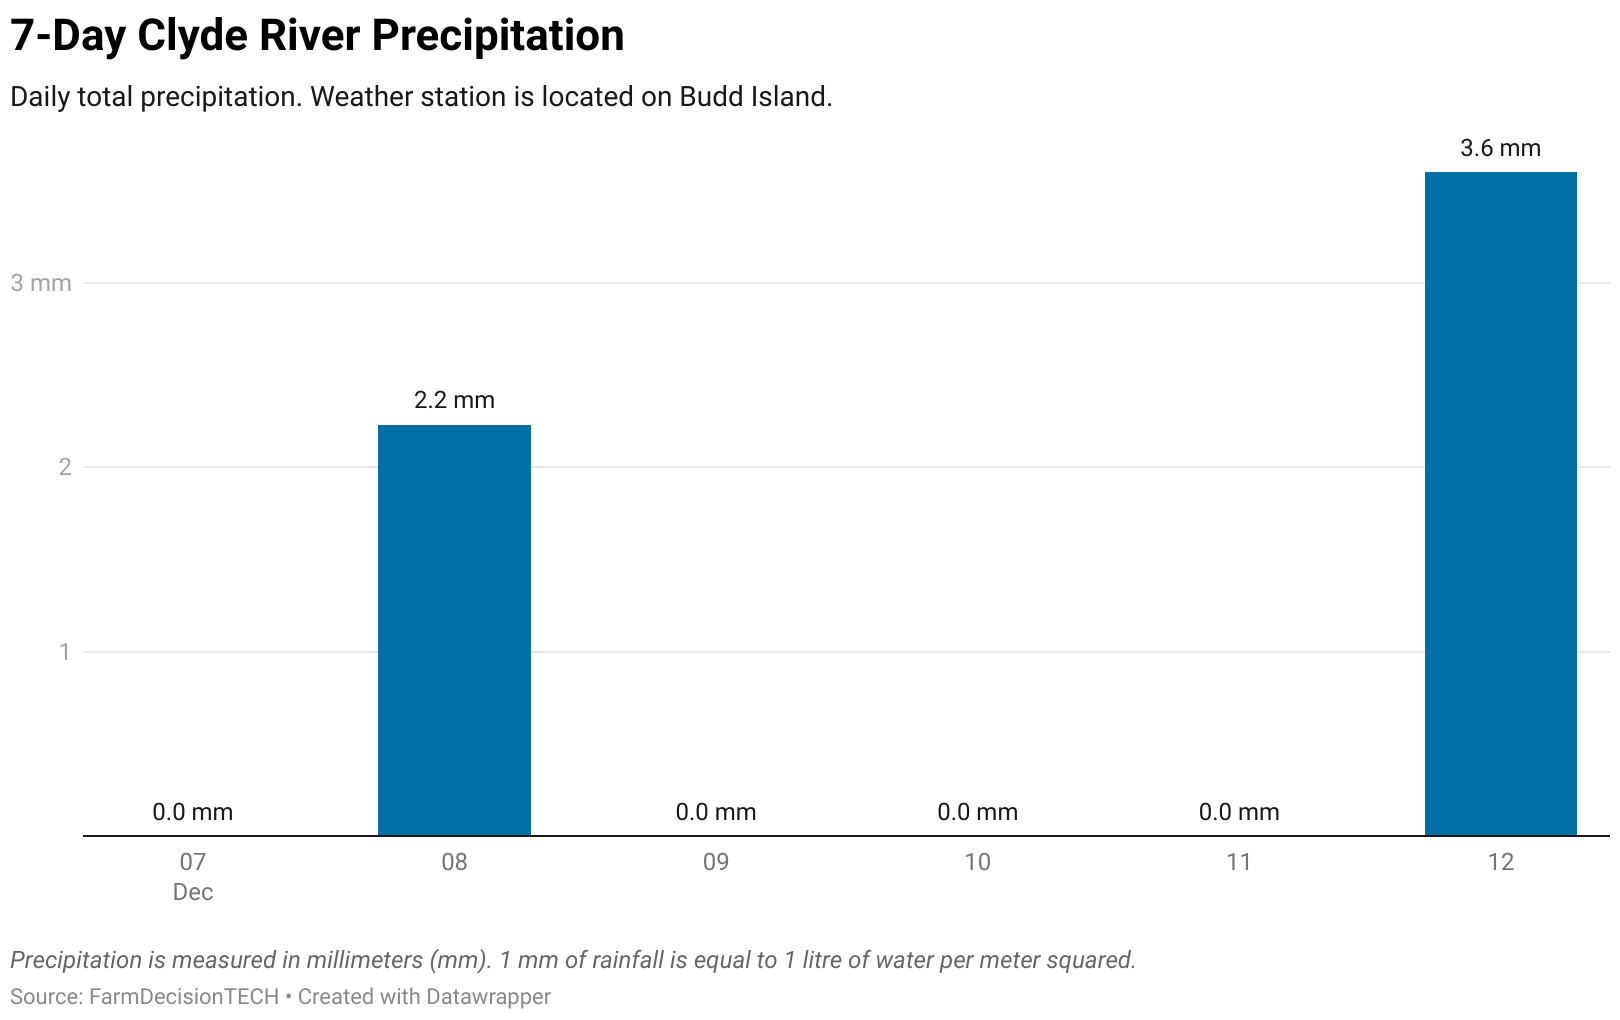 7-Day Clyde River Precipitation
Daily total precipitation. Weather station is located on Budd Island.
3.6 mm
3 mm
2.2 mm
2
1
0.0 mm
0.0 mm
0.0 mm
0.0 mm
07
08
09
10
11
12
Dec
Precipitation is measured in millimeters (mm). 1 mm of rainfall is equal to 1 litre of water per meter squared.
Source: FarmDecisionTECH • Created with Datawrapper